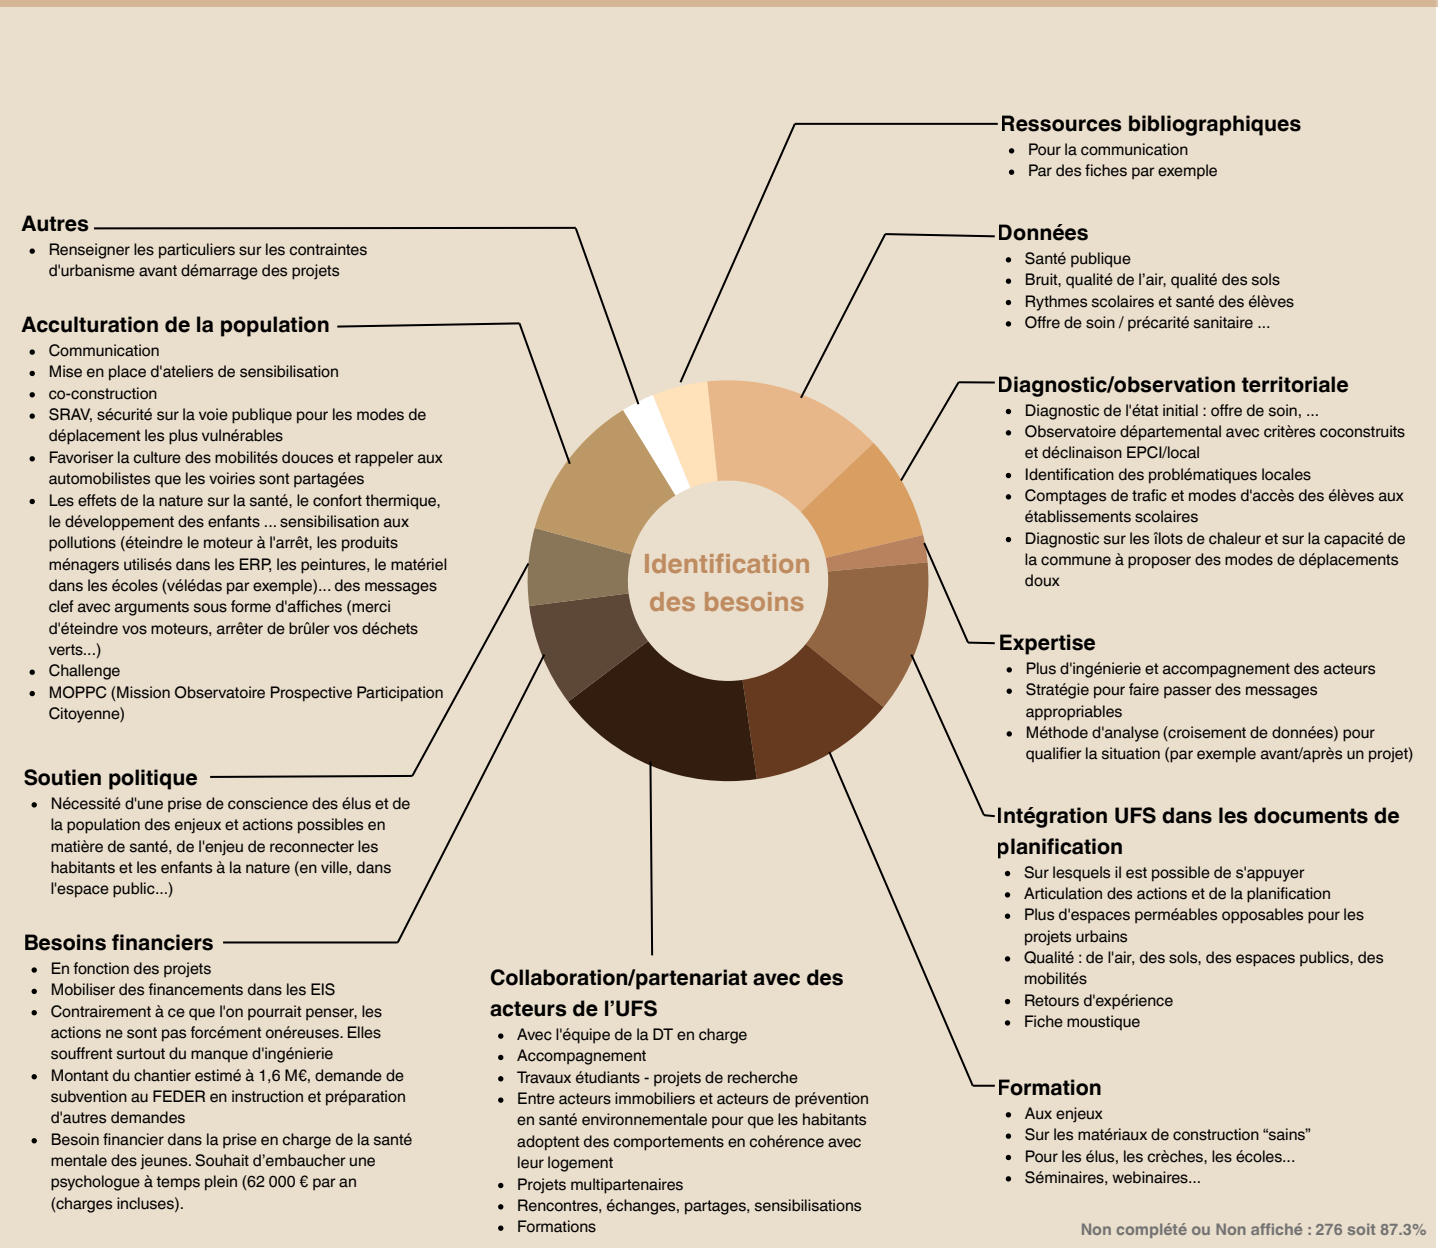 Ressources bibliographiques
• Pour la communication
• Par des fiches par exemple
Données
• Santé publique
• Bruit, qualité de l'air, qualité des sols
• Rythmes scolaires et santé des élèves
• Offre de soin / précarité sanitaire ...
Diagnostic/observation territoriale
• Diagnostic de l'état initial : offre de soin, ...
• Observatoire départemental avec critères coconstruits
et déclinaison EPCI/local
• Identification des problématiques locales
• Comptages de trafic et modes d'accès des élèves aux
établissements scolaires
• Diagnostic sur les îlots de chaleur et sur la capacité de
la commune à proposer des modes de déplacements
doux
Expertise
• Plus d'ingénierie et accompagnement des acteurs
• Stratégie pour faire passer des messages
appropriables
• Méthode d'analyse (croisement de données) pour
qualifier la situation (par exemple avant/après un projet)
Intégration UFS dans les documents de
planification
• Sur lesquels il est possible de s'appuyer
• Articulation des actions et de la planification
• Plus d'espaces perméables opposables pour les
projets urbains
• Qualité : de l'air, des sols, des espaces publics, des
mobilités
• Retours d'expérience
• Fiche moustique
Formation
• Aux enjeux
• Sur les matériaux de construction “sains”
• Pour les élus, les crèches, les écoles...
• Séminaires, webinaires...
Autres
• Renseigner les particuliers sur les contraintes
d'urbanisme avant démarrage des projets
Acculturation de la population
• Communication
• Mise en place d'ateliers de sensibilisation
• co-construction
• SRAV, sécurité sur la voie publique pour les modes de
déplacement les plus vulnérables
• Favoriser la culture des mobilités douces et rappeler aux
automobilistes que les voiries sont partagées
• Les effets de la nature sur la santé, le confort thermique,
le développement des enfants ... sensibilisation aux
pollutions (éteindre le moteur à l'arrêt, les produits
ménagers utilisés dans les ERP, les peintures, le matériel
dans les écoles (vélédas par exemple)... des messages
clef avec arguments sous forme d'affiches (merci
d'éteindre vos moteurs, arrêter de brûler vos déchets
verts...)
• Challenge
• MOPPC (Mission Observatoire Prospective Participation
Citoyenne)
Soutien politique
• Nécessité d'une prise de conscience des élus et de
la population des enjeux et actions possibles en
matière de santé, de l'enjeu de reconnecter les
habitants et les enfants à la nature (en ville, dans
l'espace public...)
Besoins financiers
• En fonction des projets
• Mobiliser des financements dans les EIS
• Contrairement à ce que l'on pourrait penser, les
actions ne sont pas forcément onéreuses. Elles
souffrent surtout du manque d'ingénierie
• Montant du chantier estimé à 1,6 M€, demande de
subvention au FEDER en instruction et préparation
d'autres demandes
• Besoin financier dans la prise en charge de la santé
mentale des jeunes. Souhait d’embaucher une
psychologue à temps plein (62 000 € par an
(charges incluses).
Identification
des besoins
Collaboration/partenariat avec des
acteurs de l’UFS
• Avec l'équipe de la DT en charge
• Accompagnement
• Travaux étudiants - projets de recherche
• Entre acteurs immobiliers et acteurs de prévention
en santé environnementale pour que les habitants
adoptent des comportements en cohérence avec
leur logement
• Projets multipartenaires
• Rencontres, échanges, partages, sensibilisations
• Formations
Non complété ou Non affiché : 276 soit 87.3%